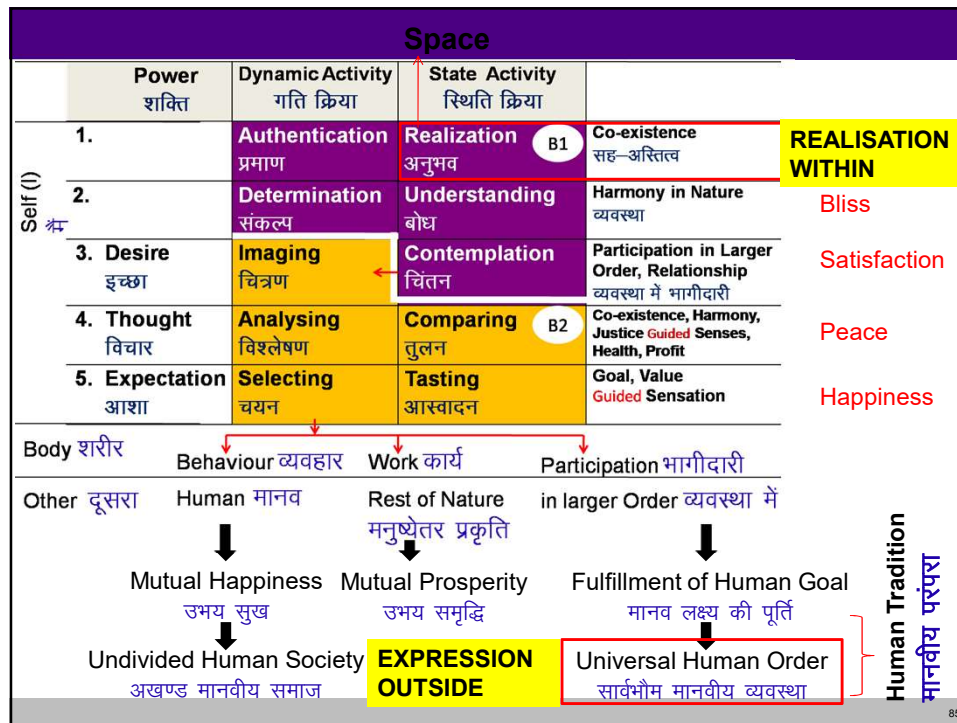 Space
Power
शक्ति
Dynamic Activity
गति क्रिया
State Activity
स्थिति क्रिया
Self (I)
मैं
1.
Authentication
प्रमाण
Realization
अनुभव
B1
Co-existence
सह–अस्तित्व
REALISATION
WITHIN
2.
Determination
संकल्प
Understanding
बोध
Harmony in Nature
व्यवस्था
Bliss
3. Desire
इच्छा
Imaging
चित्रण
Contemplation
चिंतन
Participation in Larger
Order, Relationship
व्यवस्था में भागीदारी
Satisfaction
4. Thought
विचार
Analysing
विश्लेषण
Comparing
तुलन
B2
Co-existence, Harmony,
Justice Guided Senses,
Health, Profit
Peace
5. Expectation
आशा
Selecting
चयन
Tasting
आस्वादन
Goal, Value
Guided Sensation
Happiness
Body शरीर
Behaviour व्यवहार
Work कार्य
Participation भागीदारी
Other दूसरा
Human मानव
Rest of Nature
मनुष्येतर प्रकृति
in larger Order व्यवस्था में
Mutual Happiness
उभय सुख
Mutual Prosperity
उभय समृद्धि
Fulfillment of Human Goal
मानव लक्ष्य की पूर्ति
Undivided Human Society
अखण्ड मानवीय समाज
EXPRESSION
OUTSIDE
Universal Human Order
सार्वभौम मानवीय व्यवस्था
Human Tradition
मानवीय परंपरा
85